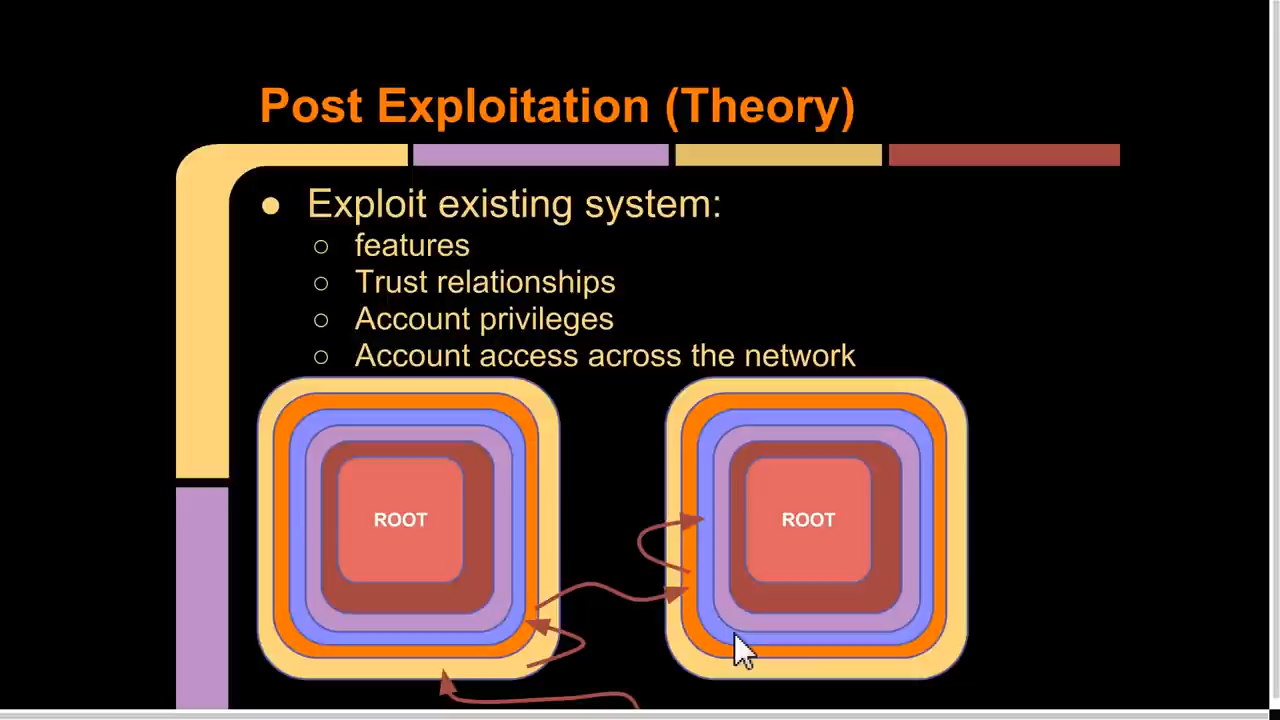 Post Exploitation (Theory)
● Exploit existing system:
○ features
○ Trust relationships
○ Account privileges
○ Account access across the network
ROOT
ROOT